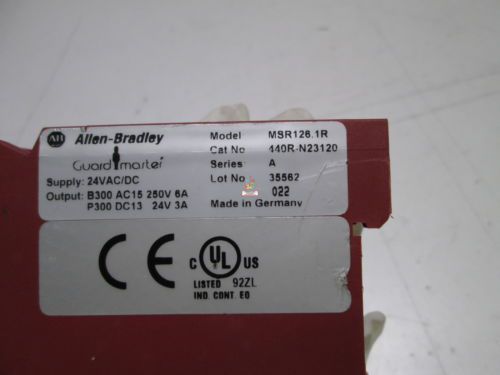 AB Allen-Bradley
Guardmaster
Supply: 24VAC/DC
Output: B300 AC15 250V 6A
P300 DC13 24V 3A
Model MSR126.1R
Cat No 440R-N23120
Series A
Lot No 35562
022
Made in Germany
CE
C UL US
LISTED 92ZL
IND. CONT. EQ